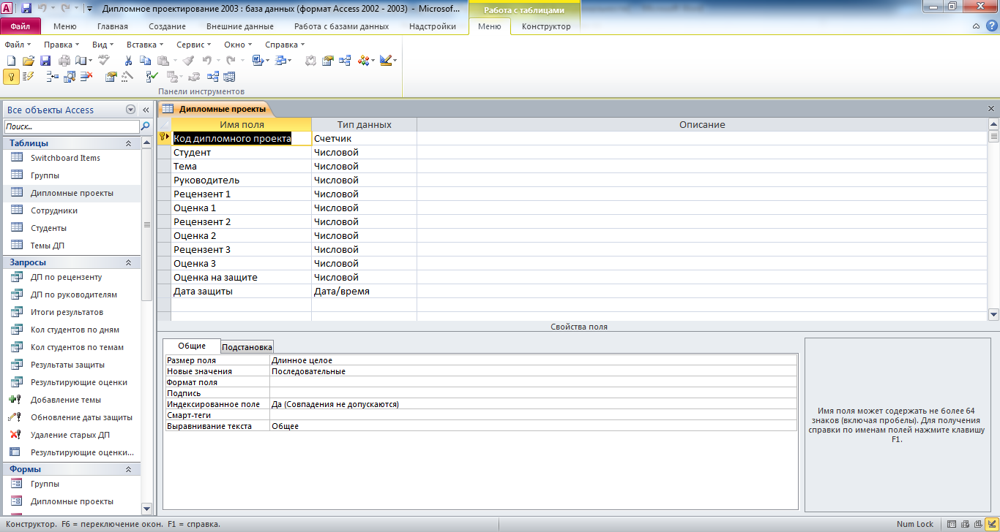 Дипломное проектирование 2003 : база данных (формат Access 2002 - 2003) - Microsoft...
Работа с таблицами
Файл Меню Главная Создание Внешние данные Работа с базами данных Надстройки Меню Конструктор
Файл Правка Вид Вставка Сервис Окно Справка
Панели инструментов
Все объекты Access
Поиск...
Таблицы
Switchboard Items
Группы
Дипломные проекты
Сотрудники
Студенты
Темы ДП
Запросы
ДП по рецензенту
ДП по руководителям
Итоги результатов
Кол студентов по дням
Кол студентов по темам
Результаты защиты
Результирующие оценки
Добавление темы
Обновление даты защиты
Удаление старых ДП
Результирующие оценки...
Формы
Группы
Дипломные проекты
Дипломные проекты
Имя поля Тип данных Описание
Код дипломного проекта Счетчик
Студент Числовой
Тема Числовой
Руководитель Числовой
Рецензент 1 Числовой
Оценка 1 Числовой
Рецензент 2 Числовой
Оценка 2 Числовой
Рецензент 3 Числовой
Оценка 3 Числовой
Оценка на защите Числовой
Дата защиты Дата/время
Свойства поля
Общие Подстановка
Размер поля Длинное целое
Новые значения Последовательные
Формат поля
Подпись
Индексированное поле Да (Совпадения не допускаются)
Смарт-теги
Выравнивание текста Общее
Имя поля может содержать не более 64
знаков (включая пробелы). Для получения
справки по именам полей нажмите клавишу
F1.
Конструктор. F6 = переключение окон. F1 = справка.
Num Lock